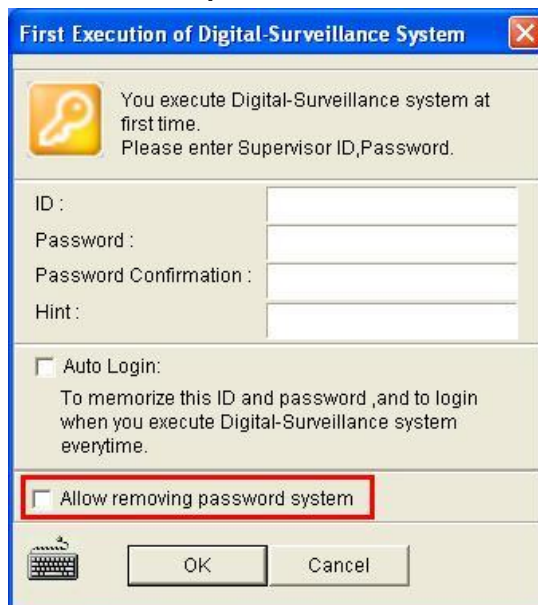 First Execution of Digital-Surveillance System
You execute Digital-Surveillance system at
first time.
Please enter Supervisor ID,Password.
ID :
Password :
Password Confirmation :
Hint :
Auto Login:
To memorize this ID and password ,and to login
when you execute Digital-Surveillance system
everytime.
Allow removing password system
OK
Cancel